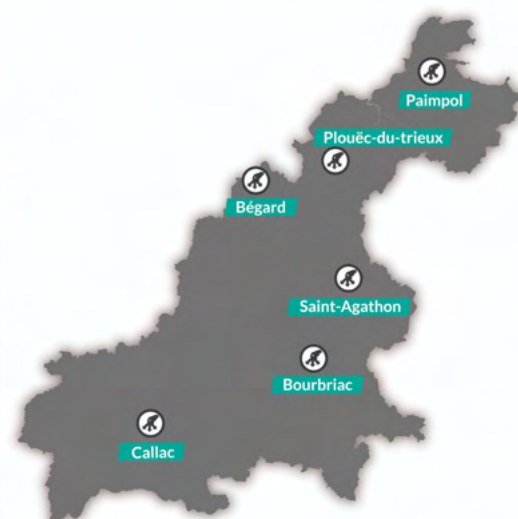 Paimpol
Plouëc-du-trieux
Bégard
Saint-Agathon
Bourbriac
Callac